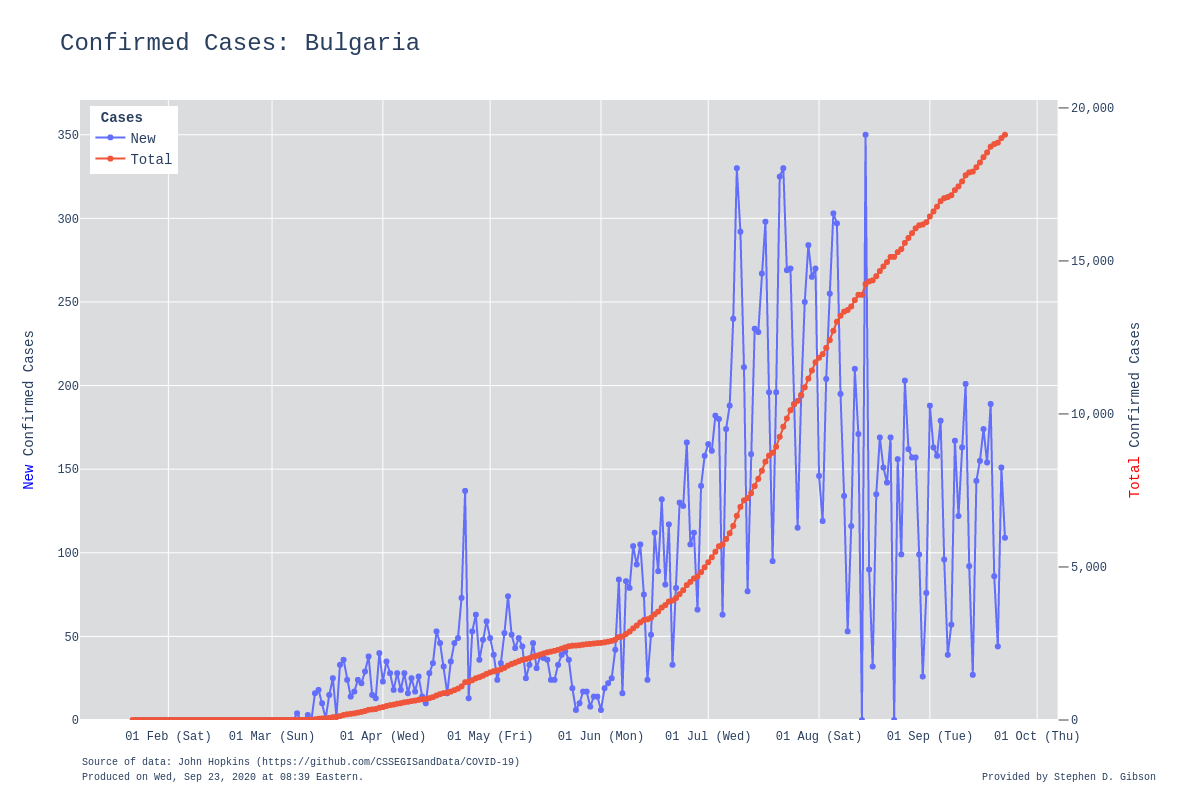 Confirmed Cases: Bulgaria
Cases
New
Total
350
300
250
200
150
100
50
0
20,000
15,000
10,000
5,000
0
New Confirmed Cases
Total Confirmed Cases
01 Feb (Sat) 01 Mar (Sun) 01 Apr (Wed) 01 May (Fri) 01 Jun (Mon) 01 Jul (Wed) 01 Aug (Sat) 01 Sep (Tue) 01 Oct (Thu)
Source of data: John Hopkins (https://github.com/CSSEGISandData/COVID-19)
Produced on Wed, Sep 23, 2020 at 08:39 Eastern.
Provided by Stephen D. Gibson